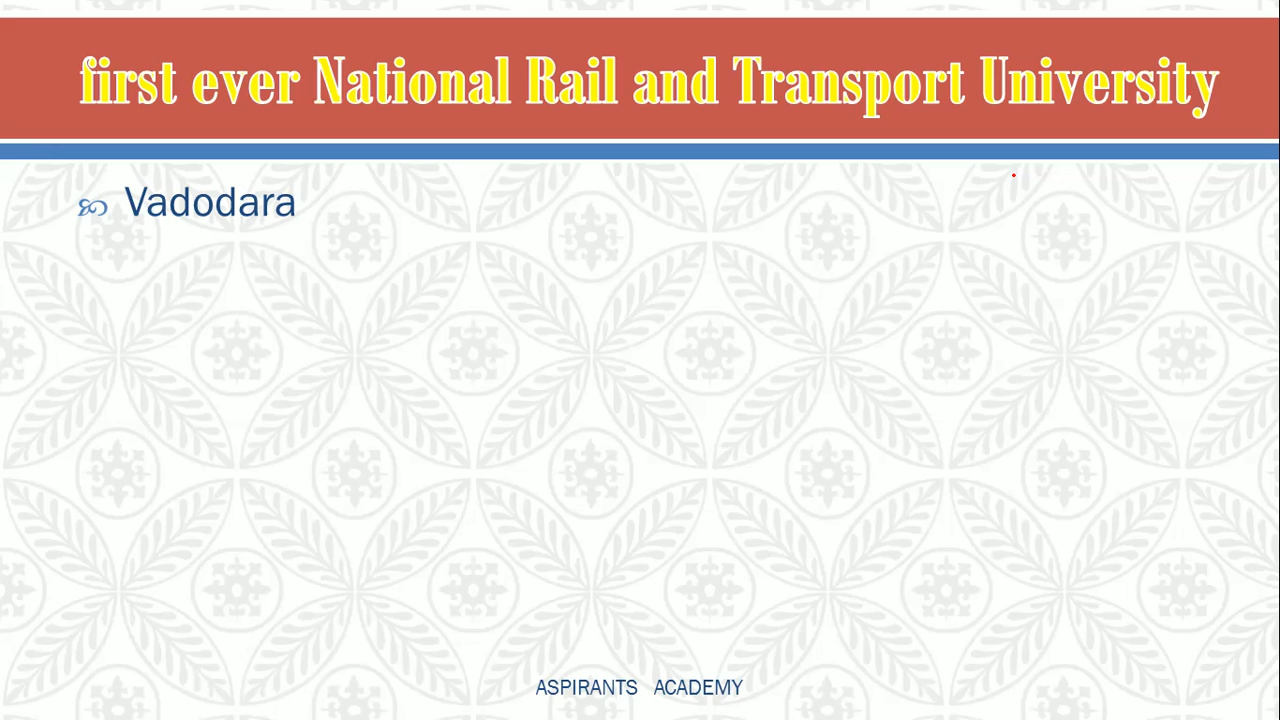 first ever National Rail and Transport University
Vadodara
ASPIRANTS ACADEMY